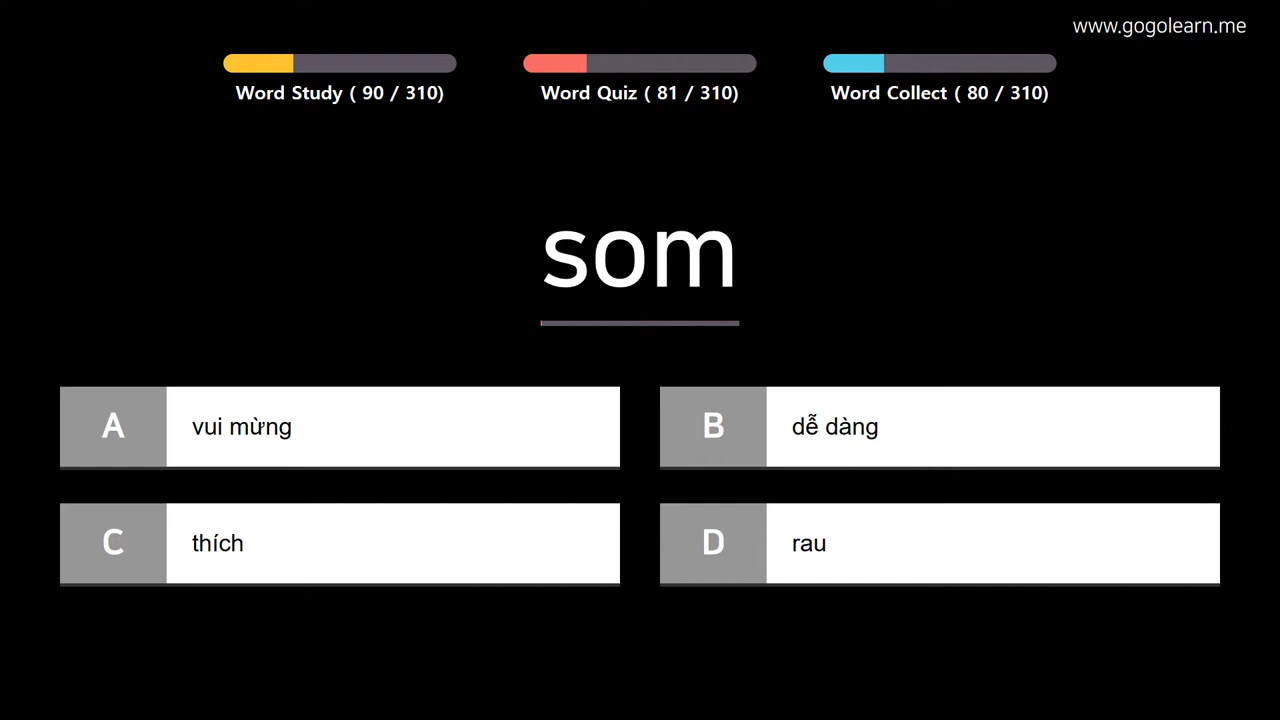 www.gogolearn.me
Word Study ( 90 / 310)
Word Quiz ( 81 / 310)
Word Collect ( 80 / 310)
som
A vui mừng
B dễ dàng
C thích
D rau